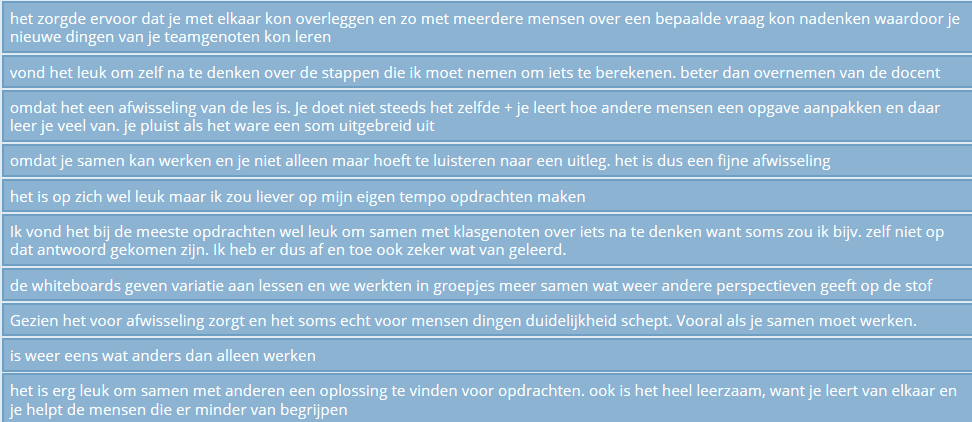 het zorgde ervoor dat je met elkaar kon overleggen en zo met meerdere mensen over een bepaalde vraag kon nadenken waardoor je
nieuwe dingen van je teamgenoten kon leren
vond het leuk om zelf na te denken over de stappen die ik moet nemen om iets te berekenen. beter dan overnemen van de docent
omdat het een afwisseling van de les is. Je doet niet steeds het zelfde + je leert hoe andere mensen een opgave aanpakken en daar
leer je veel van. je pluist als het ware een som uitgebreid uit
omdat je samen kan werken en je niet alleen maar hoeft te luisteren naar een uitleg. het is dus een fijne afwisseling
het is op zich wel leuk maar ik zou liever op mijn eigen tempo opdrachten maken
Ik vond het bij de meeste opdrachten wel leuk om samen met klasgenoten over iets na te denken want soms zou ik bijv. zelf niet op
dat antwoord gekomen zijn. Ik heb er dus af en toe ook zeker wat van geleerd.
de whiteboards geven variatie aan lessen en we werkten in groepjes meer samen wat weer andere perspectieven geeft op de stof
Gezien het voor afwisseling zorgt en het soms echt voor mensen dingen duidelijkheid schept. Vooral als je samen moet werken.
is weer eens wat anders dan alleen werken
het is erg leuk om samen met anderen een oplossing te vinden voor opdrachten. ook is het heel leerzaam, want je leert van elkaar en
je helpt de mensen die er minder van begrijpen